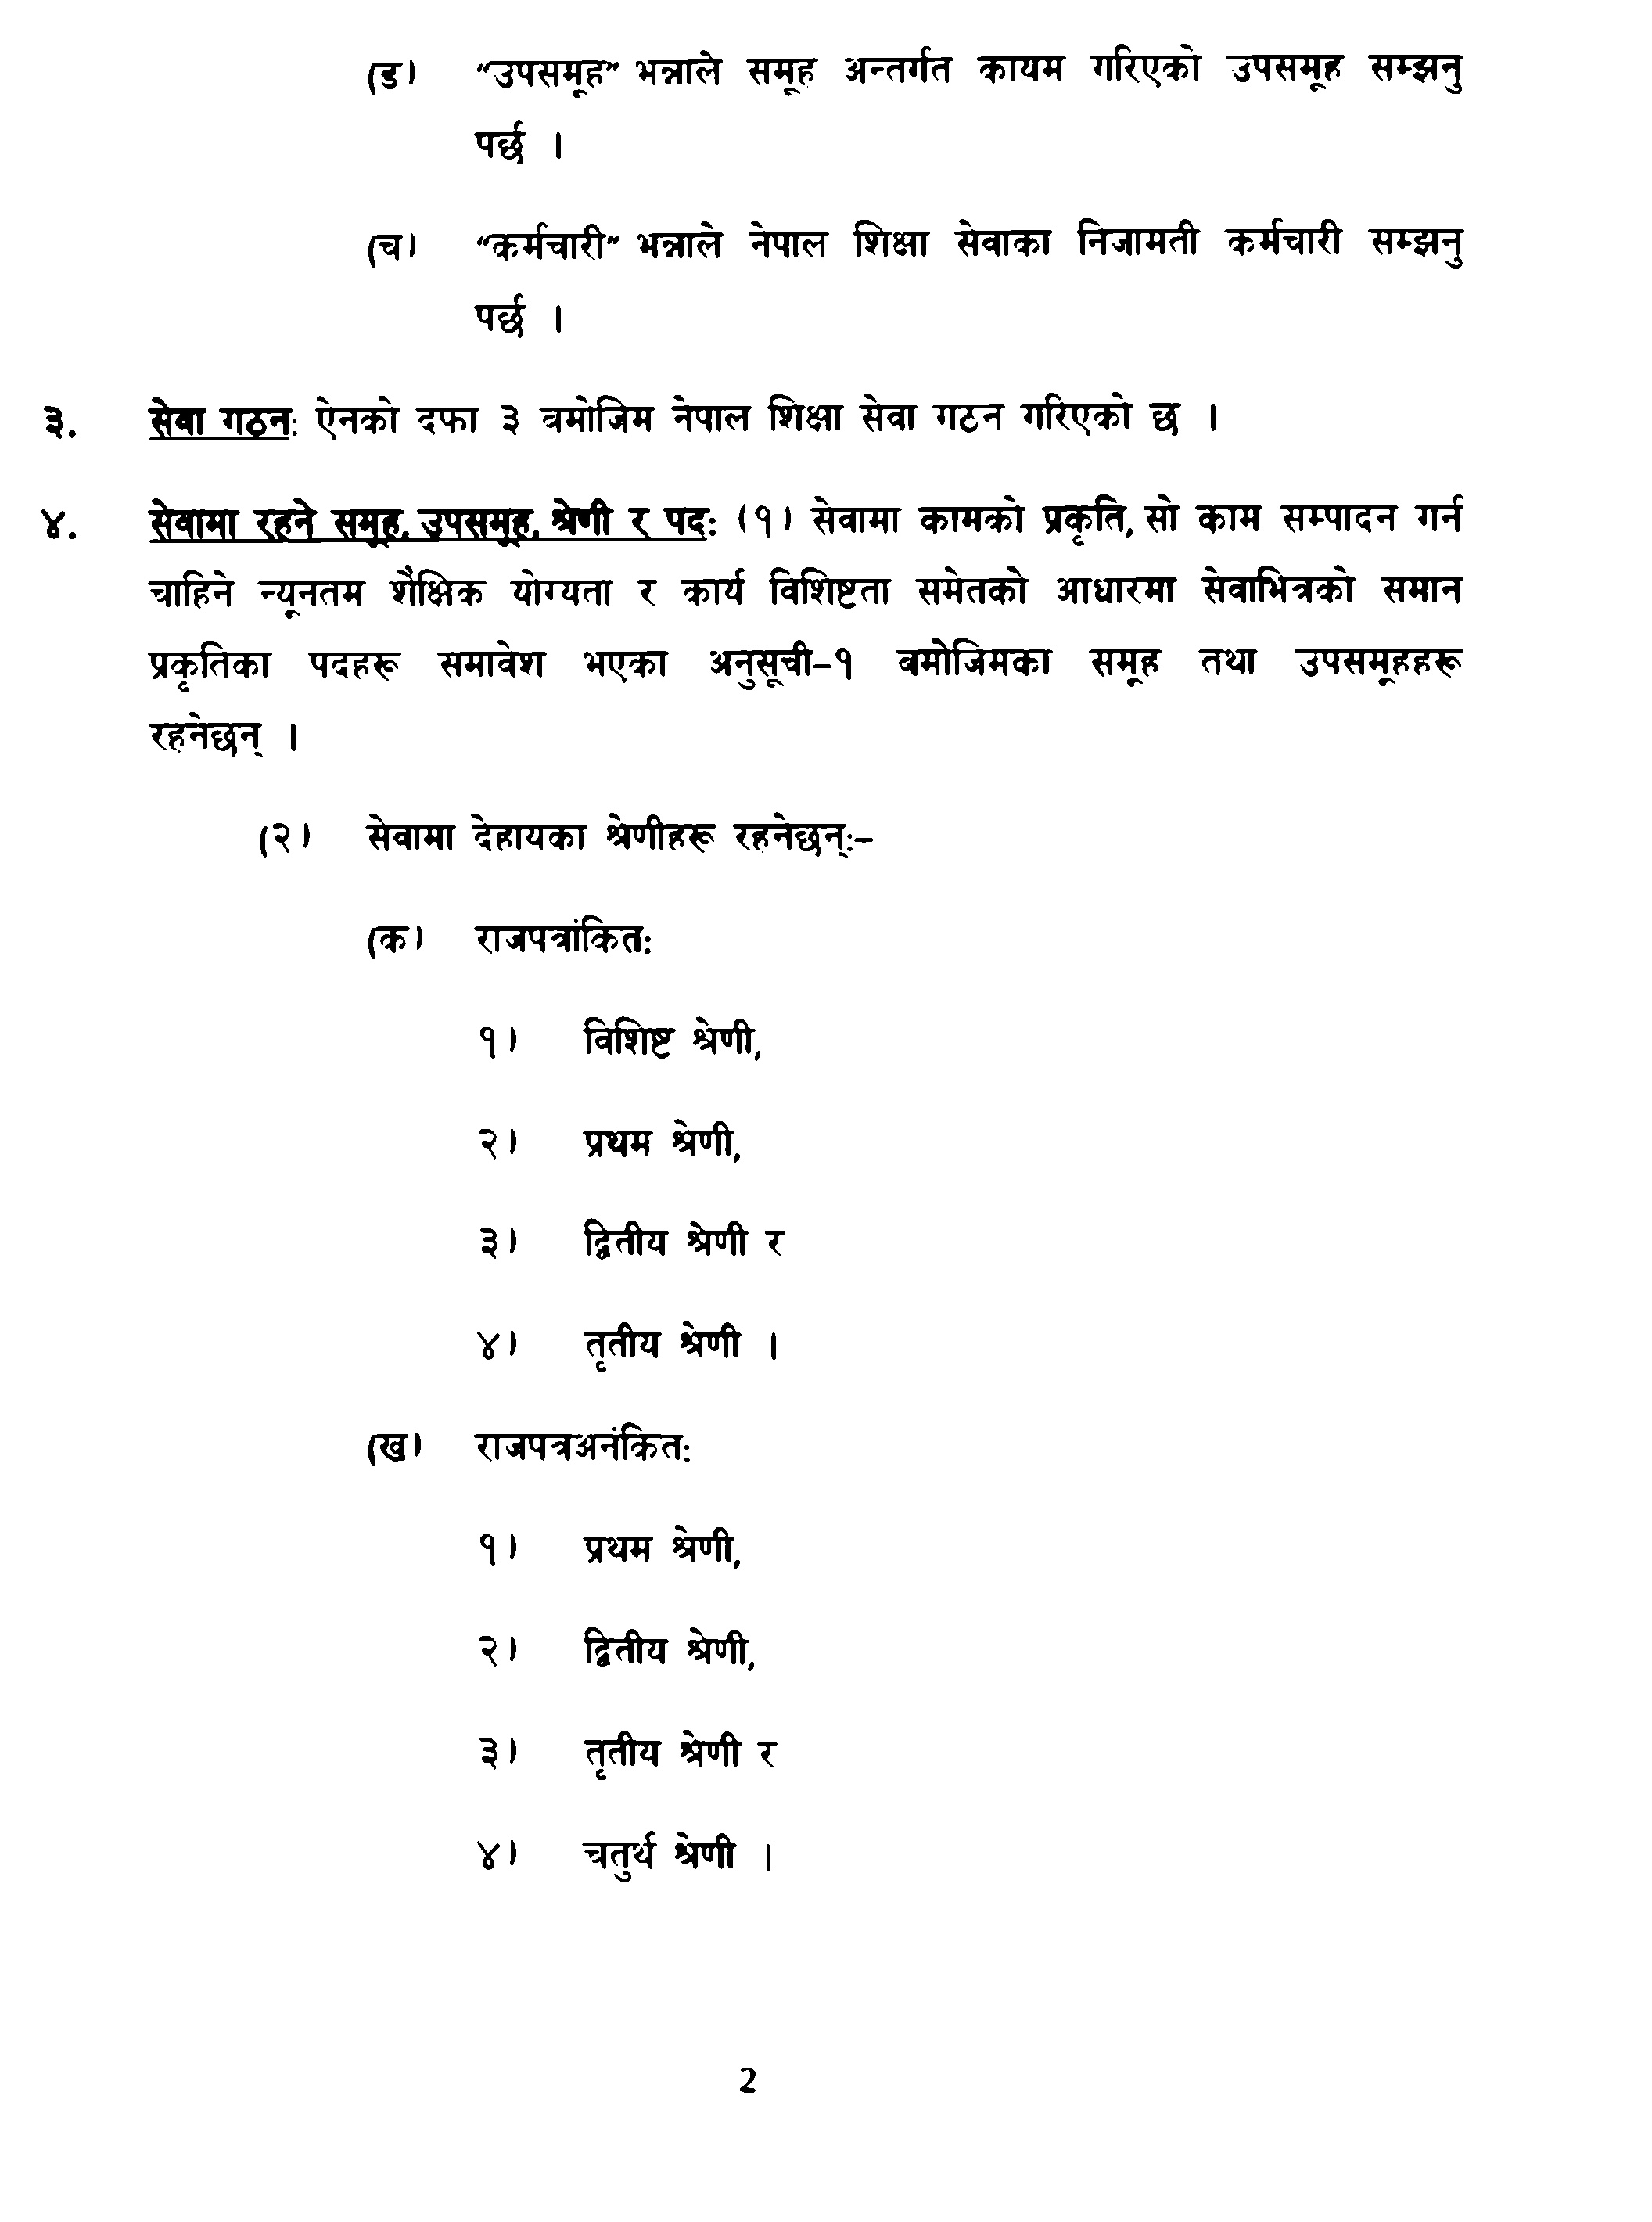 (ड) “उपसमूह” भन्नाले समूह अन्तर्गत कायम गरिएको उपसमूह सम्झनु
पर्छ ।
(च) “कर्मचारी” भन्नाले नेपाल शिक्षा सेवाका निजामती कर्मचारी सम्झनु
पर्छ ।
३. सेवा गठन: ऐनको दफा ३ बमोजिम नेपाल शिक्षा सेवा गठन गरिएको छ ।
४. सेवामा रहने समूह, उपसमूह, श्रेणी र पद: (१) सेवामा कामको प्रकृति, सो काम सम्पादन गर्न
चाहिने न्यूनतम शैक्षिक योग्यता र कार्य विशिष्टता समेतको आधारमा सेवाभित्रको समान
प्रकृतिका पदहरू समावेश भएका अनुसूची–१ बमोजिमका समूह तथा उपसमूहहरू
रहनेछन् ।
(२) सेवामा देहायका श्रेणीहरू रहनेछन्:–
(क) राजपत्रांकित:
१) विशिष्ट श्रेणी,
२) प्रथम श्रेणी,
३) द्वितीय श्रेणी र
४) तृतीय श्रेणी ।
(ख) राजपत्रअनंकित:
१) प्रथम श्रेणी,
२) द्वितीय श्रेणी,
३) तृतीय श्रेणी र
४) चतुर्थ श्रेणी ।
2